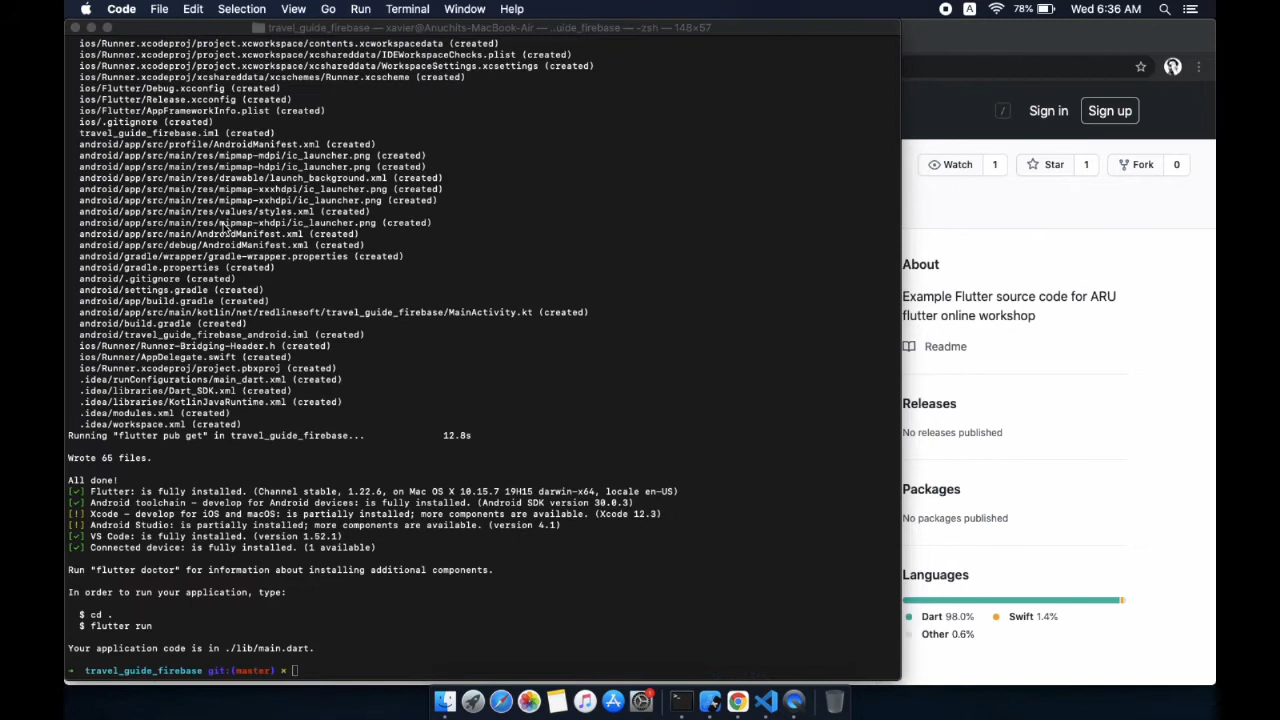 Code File Edit Selection View Go Run Terminal Window Help A 78% Wed 6:36 AM
travel_guide_firebase — xavier@Anuchits-MacBook-Air — ..uide_firebase — -zsh — 148×57
ios/Runner.xcodeproj/project.xcworkspace/contents.xcworkspacedata (created)
ios/Runner.xcodeproj/project.xcworkspace/xcshareddata/IDEWorkspaceChecks.plist (created)
ios/Runner.xcodeproj/project.xcworkspace/xcshareddata/WorkspaceSettings.xcsettings (created)
ios/Runner.xcodeproj/xcshareddata/xcschemes/Runner.xcscheme (created)
ios/Flutter/Debug.xcconfig (created)
ios/Flutter/Release.xcconfig (created)
ios/Flutter/AppFrameworkInfo.plist (created)
ios/.gitignore (created)
travel_guide_firebase.iml (created)
android/app/src/profile/AndroidManifest.xml (created)
android/app/src/main/res/mipmap-mdpi/ic_launcher.png (created)
android/app/src/main/res/mipmap-hdpi/ic_launcher.png (created)
android/app/src/main/res/drawable/launch_background.xml (created)
android/app/src/main/res/mipmap-xxxhdpi/ic_launcher.png (created)
android/app/src/main/res/mipmap-xxhdpi/ic_launcher.png (created)
android/app/src/main/res/values/styles.xml (created)
android/app/src/main/res/mipmap-xhdpi/ic_launcher.png (created)
android/app/src/main/AndroidManifest.xml (created)
android/app/src/debug/AndroidManifest.xml (created)
android/gradle/wrapper/gradle-wrapper.properties (created)
android/gradle.properties (created)
android/.gitignore (created)
android/settings.gradle (created)
android/app/build.gradle (created)
android/app/src/main/kotlin/net/redlinesoft/travel_guide_firebase/MainActivity.kt (created)
android/build.gradle (created)
android/travel_guide_firebase_android.iml (created)
ios/Runner/Runner-Bridging-Header.h (created)
ios/Runner/AppDelegate.swift (created)
ios/Runner.xcodeproj/project.pbxproj (created)
.idea/runConfigurations/main_dart.xml (created)
.idea/libraries/Dart_SDK.xml (created)
.idea/libraries/KotlinJavaRuntime.xml (created)
.idea/modules.xml (created)
.idea/workspace.xml (created)
Running "flutter pub get" in travel_guide_firebase... 12.8s
Wrote 65 files.
All done!
[✓] Flutter: is fully installed. (Channel stable, 1.22.6, on Mac OS X 10.15.7 19H15 darwin-x64, locale en-US)
[✓] Android toolchain - develop for Android devices: is fully installed. (Android SDK version 30.0.3)
[!] Xcode - develop for iOS and macOS: is partially installed; more components are available. (Xcode 12.3)
[!] Android Studio: is partially installed; more components are available. (version 4.1)
[✓] VS Code: is fully installed. (version 1.52.1)
[✓] Connected device: is fully installed. (1 available)
Run "flutter doctor" for information about installing additional components.
In order to run your application, type:
$ cd .
$ flutter run
Your application code is in ./lib/main.dart.
→ travel_guide_firebase git:(master) ×
/ Sign in Sign up
Watch 1 Star 1 Fork 0
About
Example Flutter source code for ARU
flutter online workshop
Readme
Releases
No releases published
Packages
No packages published
Languages
Dart 98.0% Swift 1.4%
Other 0.6%